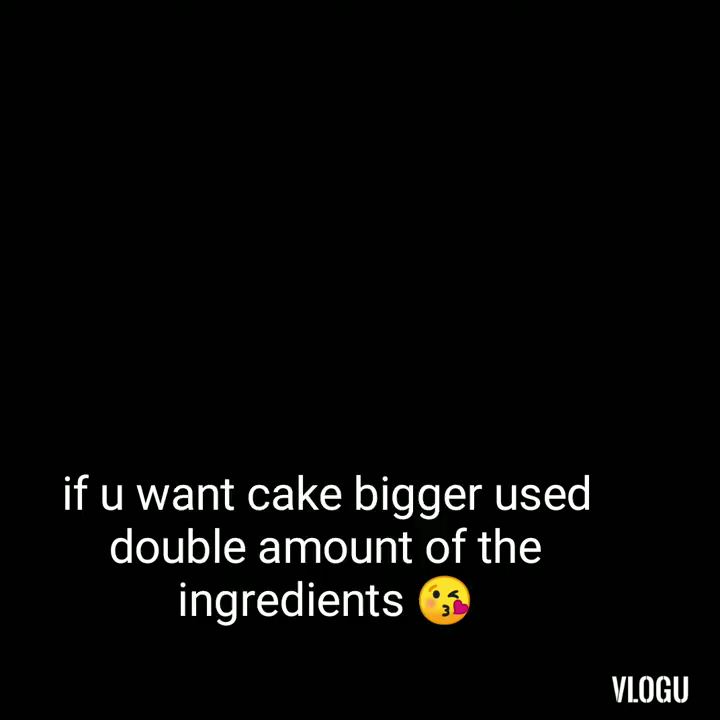 if u want cake bigger used
double amount of the
ingredients 😘
VLOGU